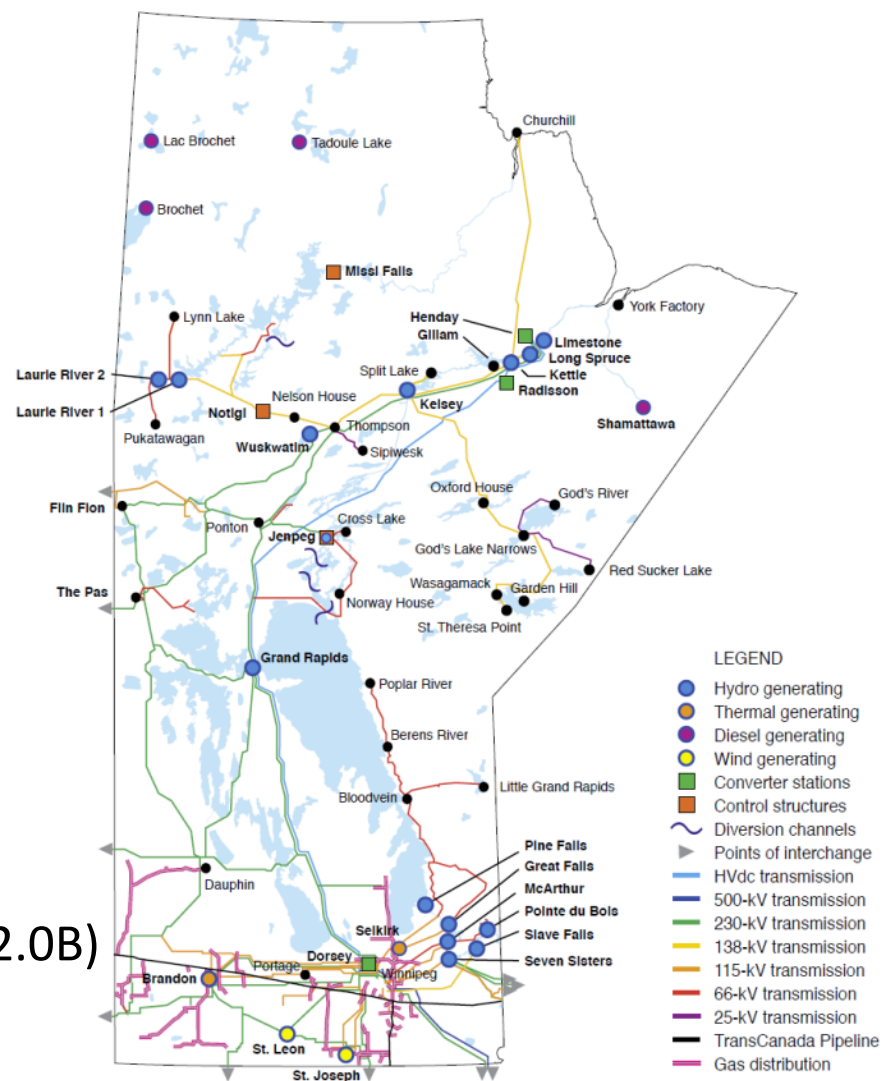 Churchill
Lac Brochet
Tadoule Lake
Brochet
Missi Falls
York Factory
Lynn Lake
Henday
Gillam
Limestone
Long Spruce
Kettle
Radisson
Split Lake
Laurie River 2
Laurie River 1
Nelson House
Notigi
Kelsey
Shamattawa
Pukatawagan
Thompson
Wuskwatim
Sipiwesk
Oxford House
God's River
Flin Flon
Ponton
Cross Lake
Jenpeg
God's Lake Narrows
Red Sucker Lake
The Pas
Wasagamack
Garden Hill
Norway House
St. Theresa Point
Grand Rapids
Poplar River
Berens River
Bloodvein
Little Grand Rapids
Dauphin
Pine Falls
Great Falls
McArthur
Pointe du Bois
Slave Falls
Seven Sisters
Selkirk
Dorsey
2.0B)
Portage
Winnipeg
Brandon
St. Leon
St. Joseph
LEGEND
Hydro generating
Thermal generating
Diesel generating
Wind generating
Converter stations
Control structures
Diversion channels
Points of interchange
HVdc transmission
500-kV transmission
230-kV transmission
138-kV transmission
115-kV transmission
66-kV transmission
25-kV transmission
TransCanada Pipeline
Gas distribution